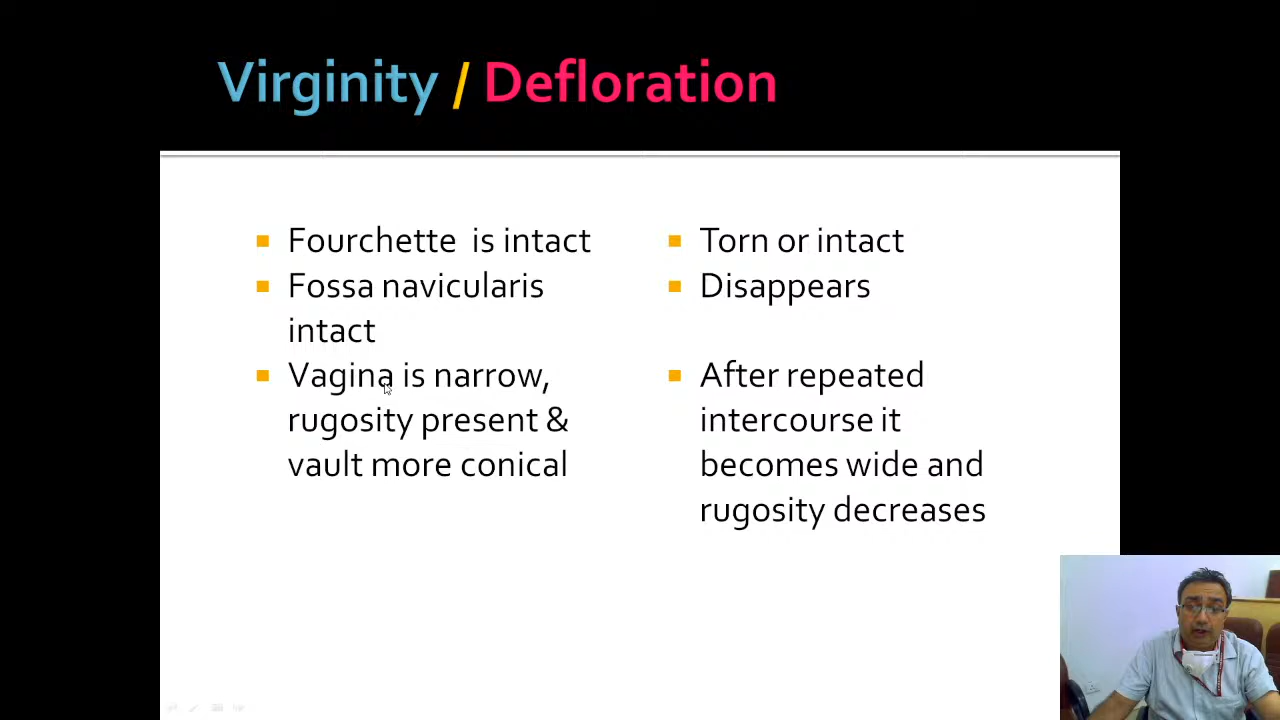 Virginity / Defloration
Fourchette is intact
Fossa navicularis
intact
Vagina is narrow,
rugosity present &
vault more conical
Torn or intact
Disappears
After repeated
intercourse it
becomes wide and
rugosity decreases